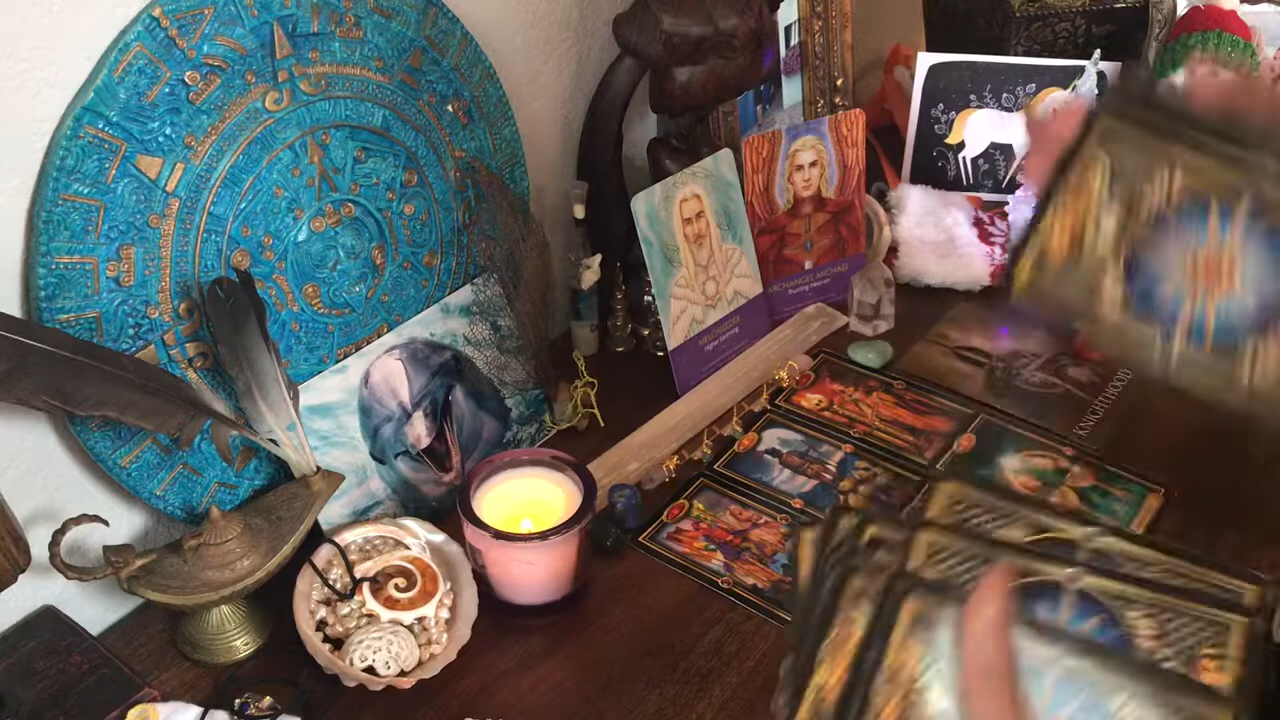 MELCHIZEDEK
Higher Learning
ARCHANGEL MICHAEL
Trusting Heaven
KNIGHTHOOD